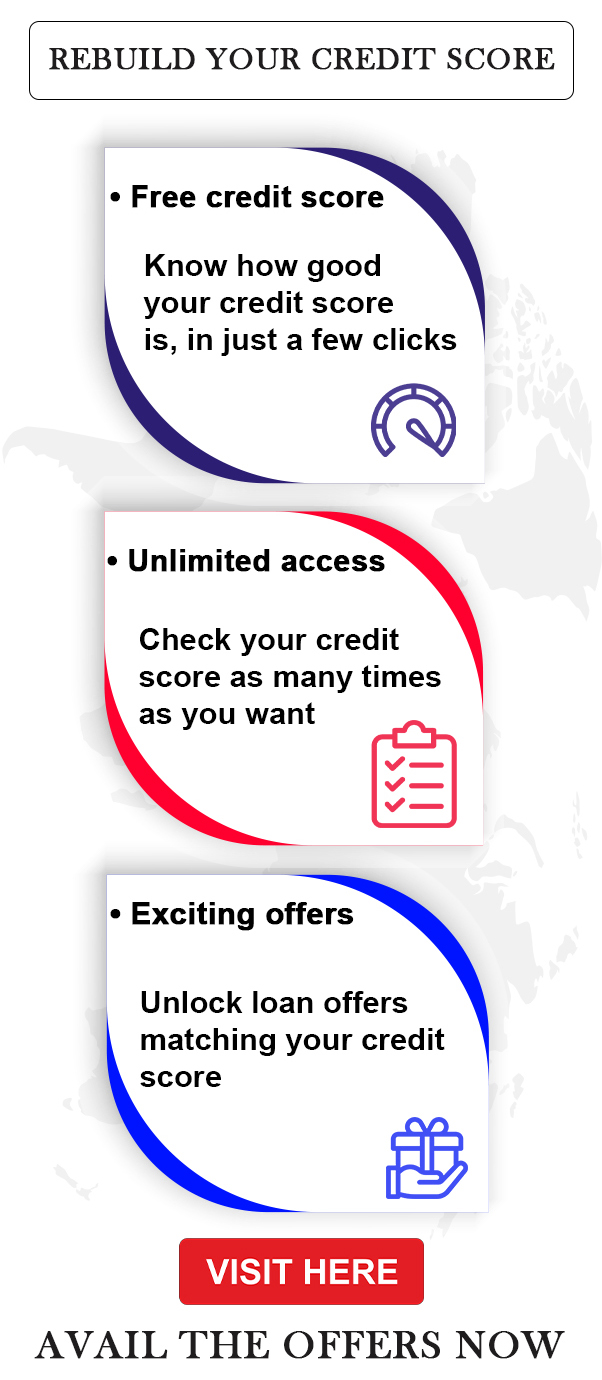 REBUILD YOUR CREDIT SCORE
• Free credit score
Know how good
your credit score
is, in just a few clicks
• Unlimited access
Check your credit
score as many times
as you want
• Exciting offers
Unlock loan offers
matching your credit
score
VISIT HERE
AVAIL THE OFFERS NOW